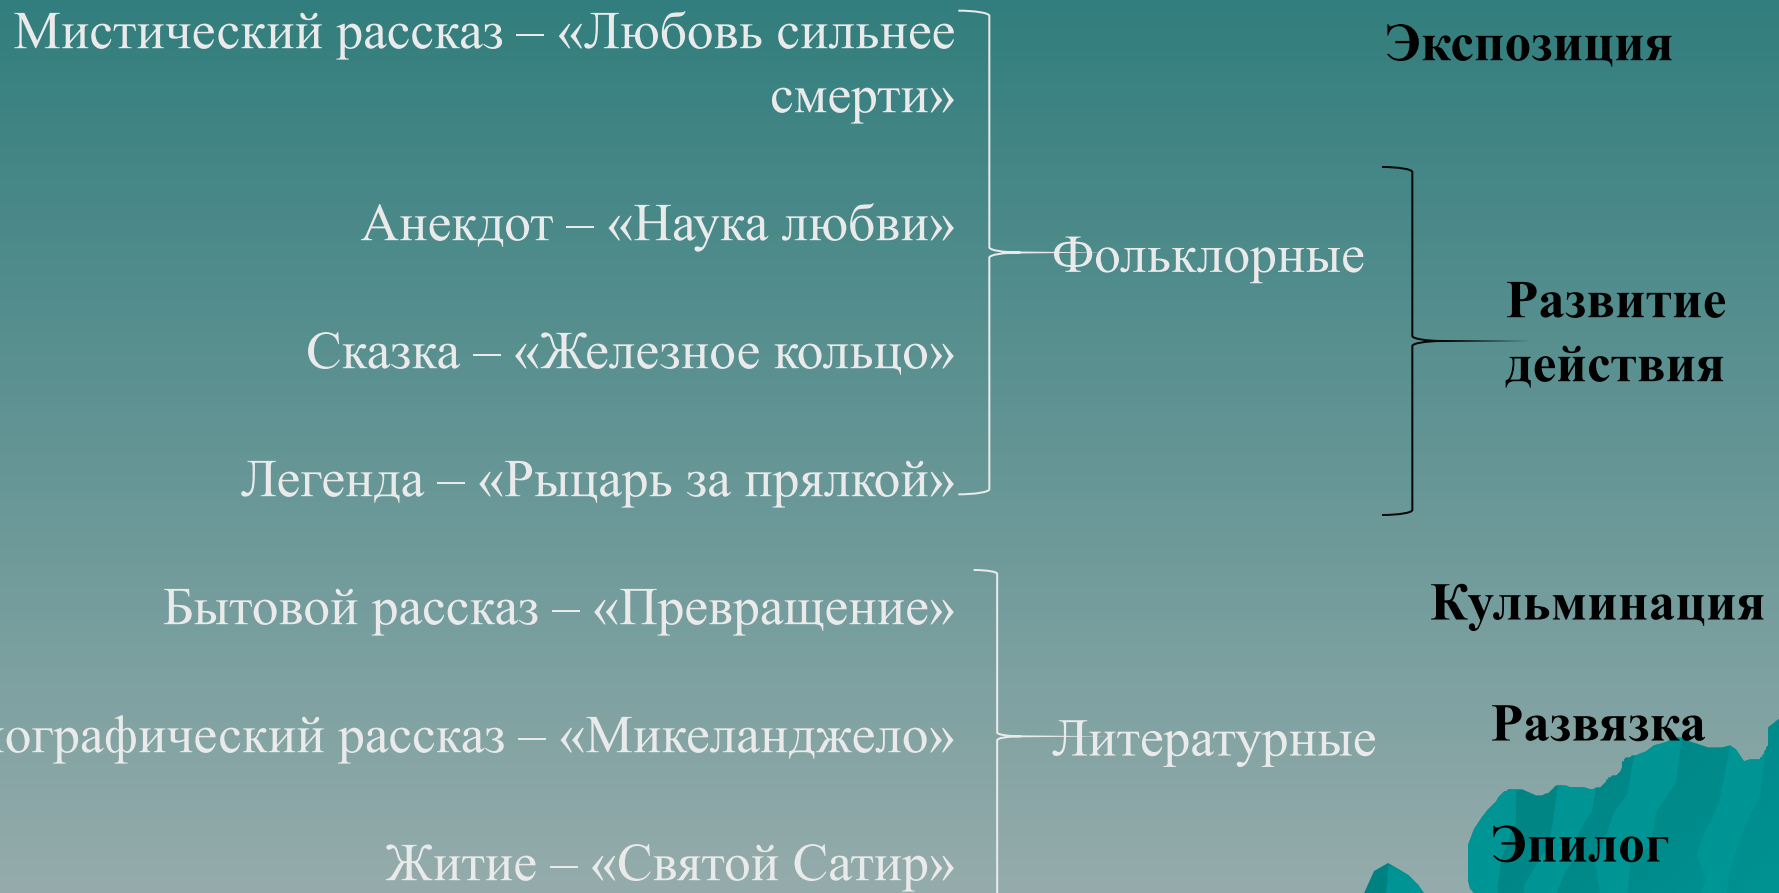 Мистический рассказ – «Любовь сильнее
смерти»
Анекдот – «Наука любви»
Сказка – «Железное кольцо»
Легенда – «Рыцарь за прялкой»
Бытовой рассказ – «Превращение»
рассказ – «Микеланджело»
Житие – «Святой Сатир»
Фольклорные
Литературные
Экспозиция
Развитие
действия
Кульминация
Развязка
Эпилог